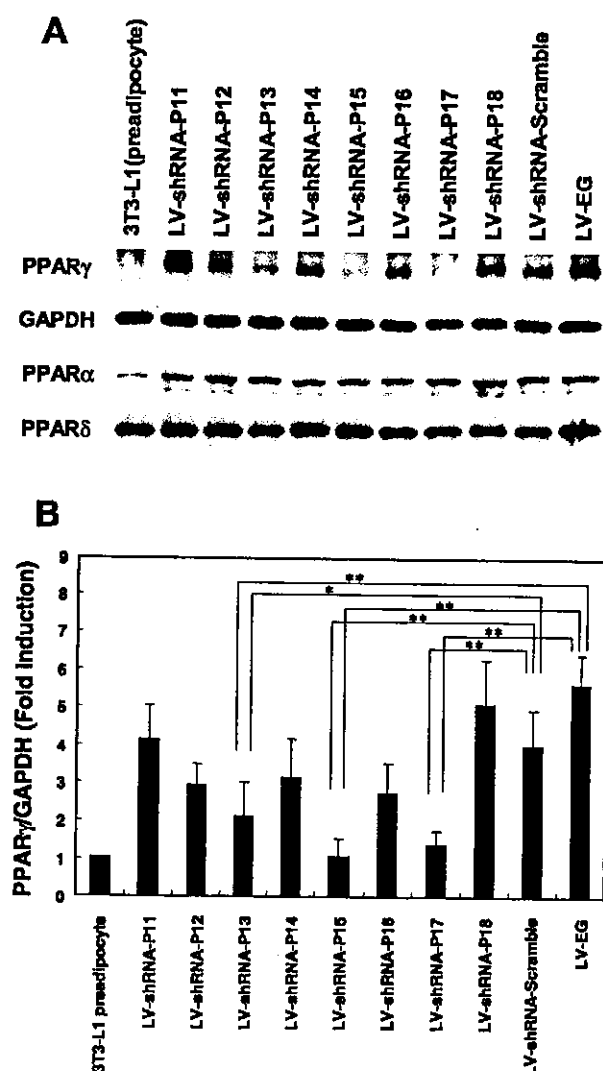 A
3T3-L1(preadipocyte)
LV-shRNA-P11
LV-shRNA-P12
LV-shRNA-P13
LV-shRNA-P14
LV-shRNA-P15
LV-shRNA-P16
LV-shRNA-P17
LV-shRNA-P18
LV-shRNA-Scramble
LV-EG
PPARγ
GAPDH
PPARα
PPARδ
B
PPARγ/GAPDH (Fold Induction)
9
8
7
6
5
4
3
2
1
0
**
*
**
**
**
**
3T3-L1 preadipocyte
LV-shRNA-P11
LV-shRNA-P12
LV-shRNA-P13
LV-shRNA-P14
LV-shRNA-P15
LV-shRNA-P16
LV-shRNA-P17
LV-shRNA-P18
LV-shRNA-Scramble
LV-EG